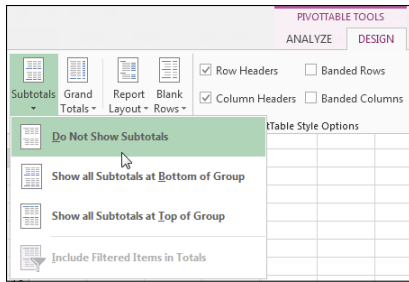 PIVOTTABLE TOOLS
ANALYZE DESIGN
Subtotals Grand Totals Report Layout Blank Rows
Row Headers Banded Rows
Column Headers Banded Columns
tTable Style Options
Do Not Show Subtotals
Show all Subtotals at Bottom of Group
Show all Subtotals at Top of Group
Include Filtered Items in Totals